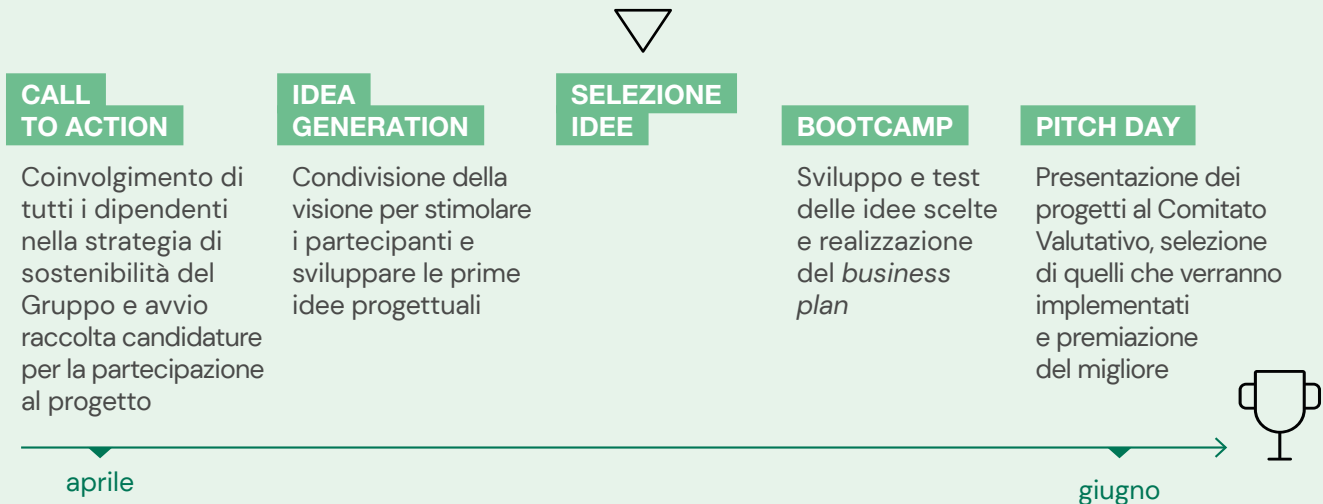 CALL
TO ACTION
Coinvolgimento di
tutti i dipendenti
nella strategia di
sostenibilità del
Gruppo e avvio
raccolta candidature
per la partecipazione
al progetto
IDEA
GENERATION
Condivisione della
visione per stimolare
i partecipanti e
sviluppare le prime
idee progettuali
SELEZIONE
IDEE
BOOTCAMP
Sviluppo e test
delle idee scelte
e realizzazione
del business
plan
PITCH DAY
Presentazione dei
progetti al Comitato
Valutativo, selezione
di quelli che verranno
implementati
e premiazione
del migliore
aprile
giugno